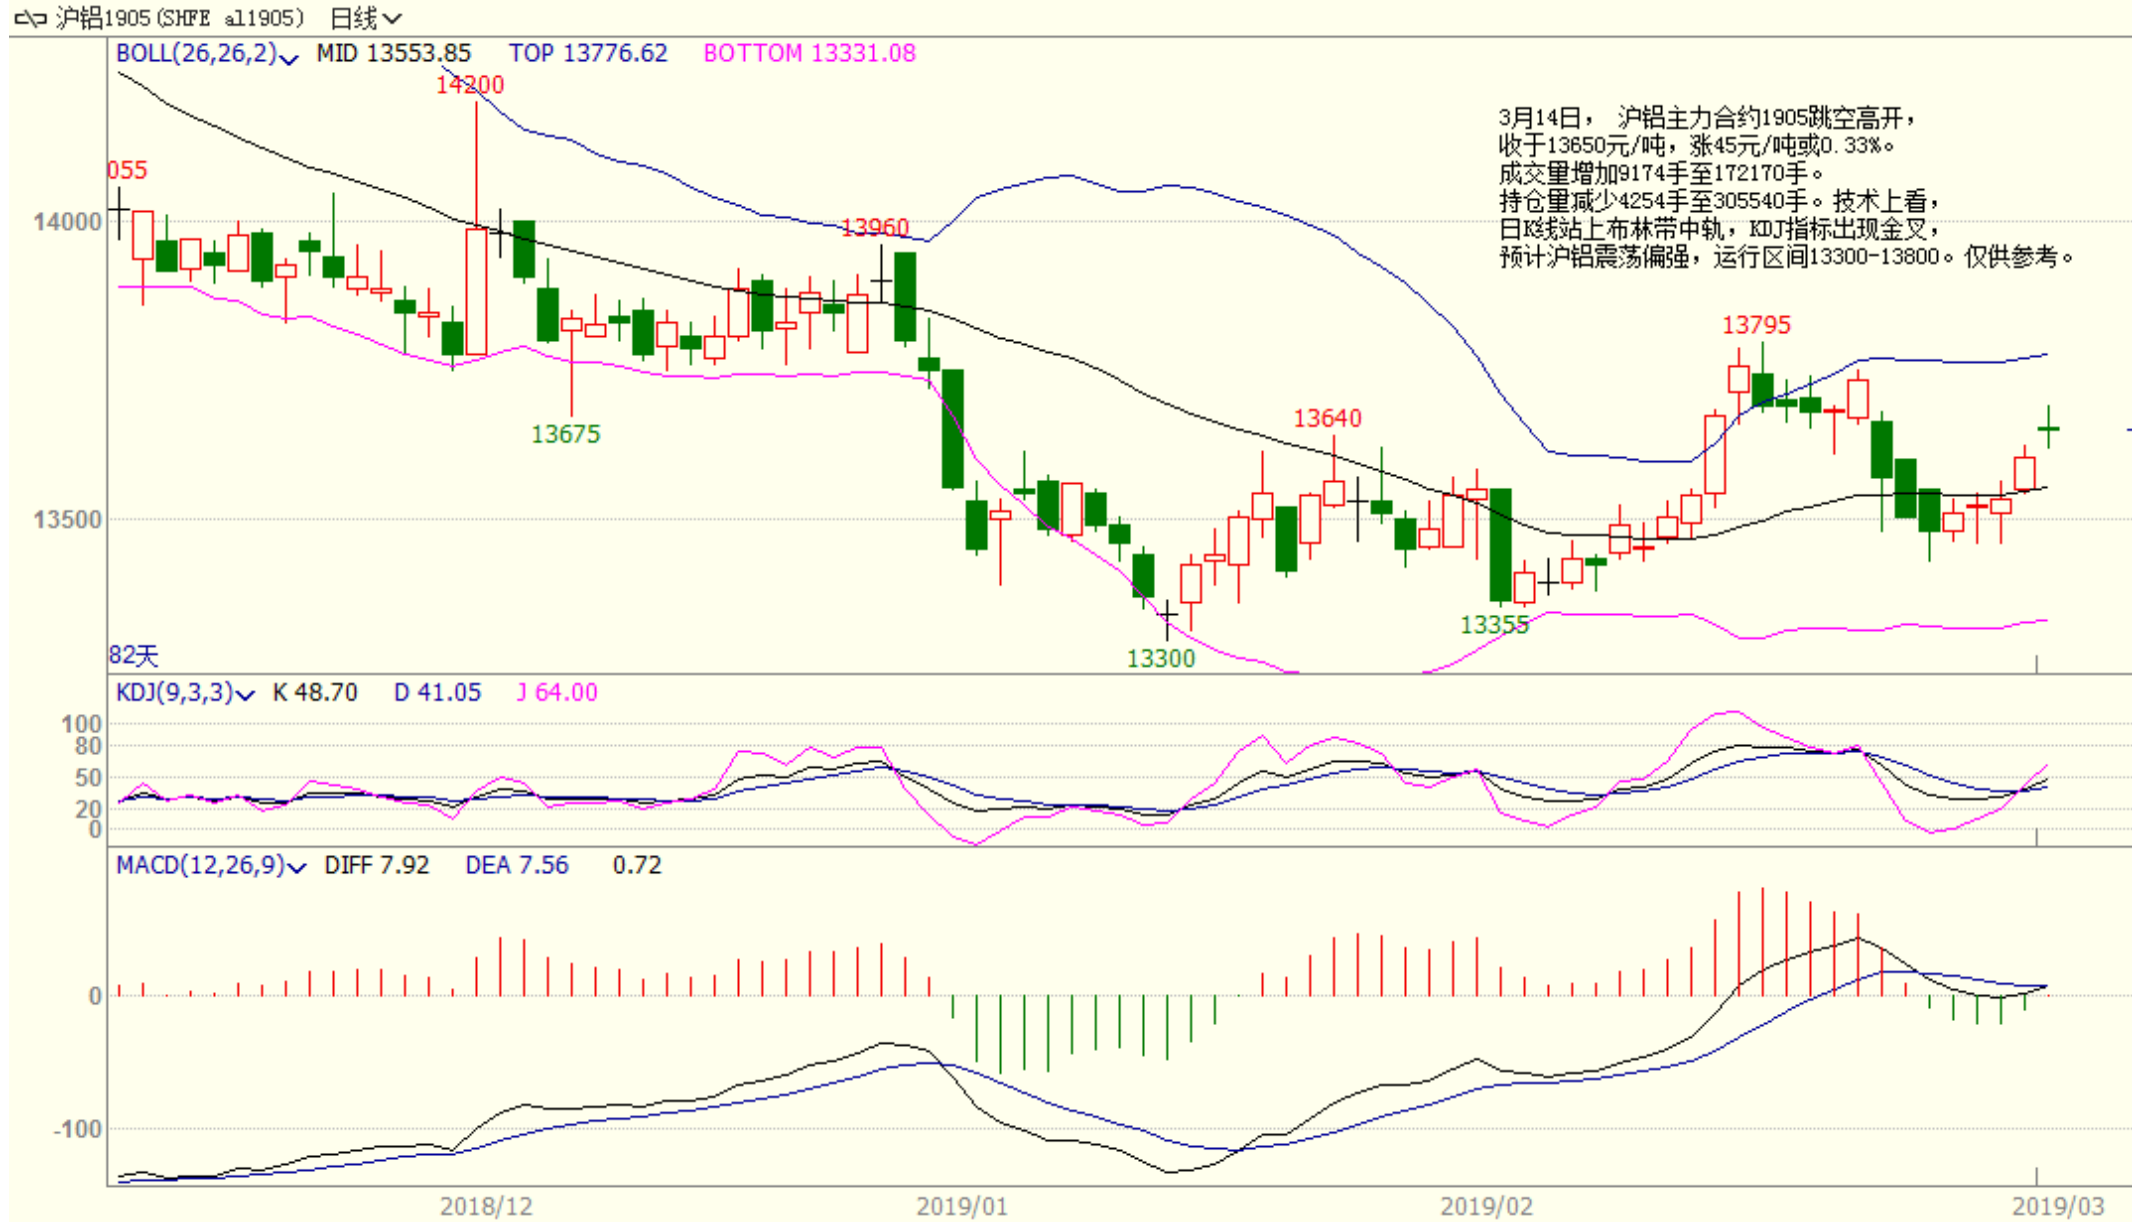 沪铝1905(SHFE al1905) 日线
BOLL(26,26,2) MID 13553.85 TOP 13776.62 BOTTOM 13331.08
14200
3月14日, 沪铝主力合约1905跳空高开,
收于13650元/吨,涨45元/吨或0.33%。
成交量增加9174手至172170手。
持仓量减少4254手至305540手。技术上看,
日K线站上布林带中轨,KDJ指标出现金叉,
预计沪铝震荡偏强,运行区间13300-13800。仅供参考。
055
14000
13960
13795
13640
13675
13500
13355
13300
82天
KDJ(9,3,3) K 48.70 D 41.05 J 64.00
100
80
50
20
0
MACD(12,26,9) DIFF 7.92 DEA 7.56 0.72
0
-100
2018/12 2019/01 2019/02 2019/03